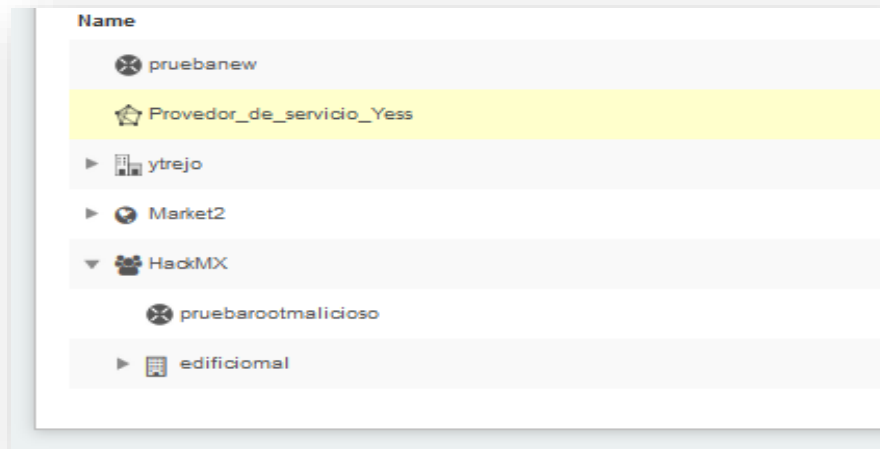 Name
pruebanew
Provedor_de_servicio_Yess
ytrejo
Market2
HackMX
pruebarootmalicioso
edificiomal